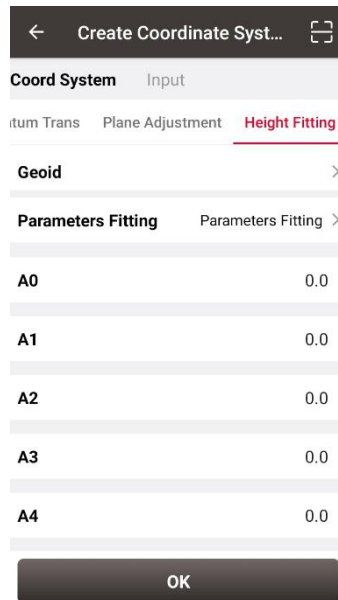 Create Coordinate Syst...
Coord System Input
tum Trans Plane Adjustment Height Fitting
Geoid
Parameters Fitting Parameters Fitting
A0 0.0
A1 0.0
A2 0.0
A3 0.0
A4 0.0
OK